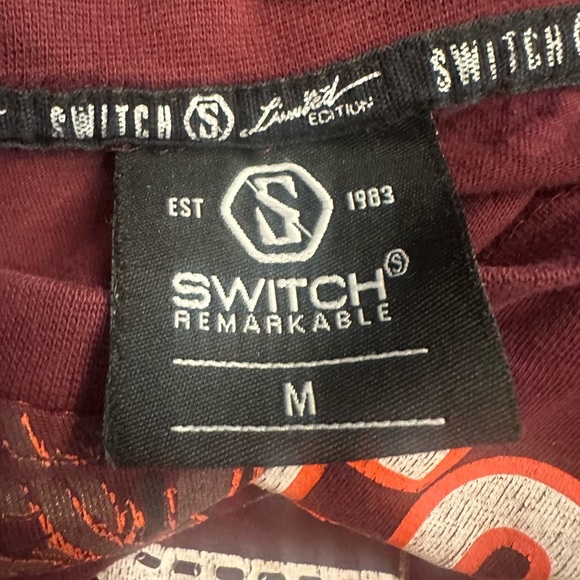 SWITCH S Limited EDITION SWITCH
EST S 1983
SWITCH S
REMARKABLE
M